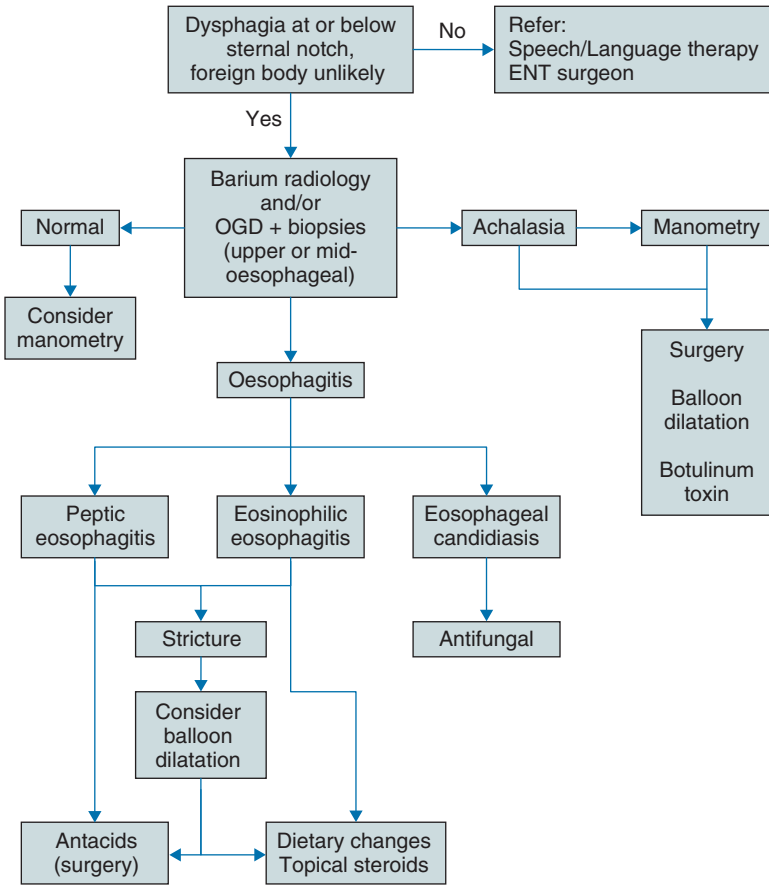 Dysphagia at or below
sternal notch,
foreign body unlikely
No
Refer:
Speech/Language therapy
ENT surgeon
Yes
Barium radiology
and/or
OGD + biopsies
(upper or mid-
oesophageal)
Normal
Achalasia
Manometry
Consider
manometry
Surgery
Balloon
dilatation
Botulinum
toxin
Oesophagitis
Peptic
eosophagitis
Eosinophilic
eosophagitis
Eosophageal
candidiasis
Stricture
Antifungal
Consider
balloon
dilatation
Antacids
(surgery)
Dietary changes
Topical steroids